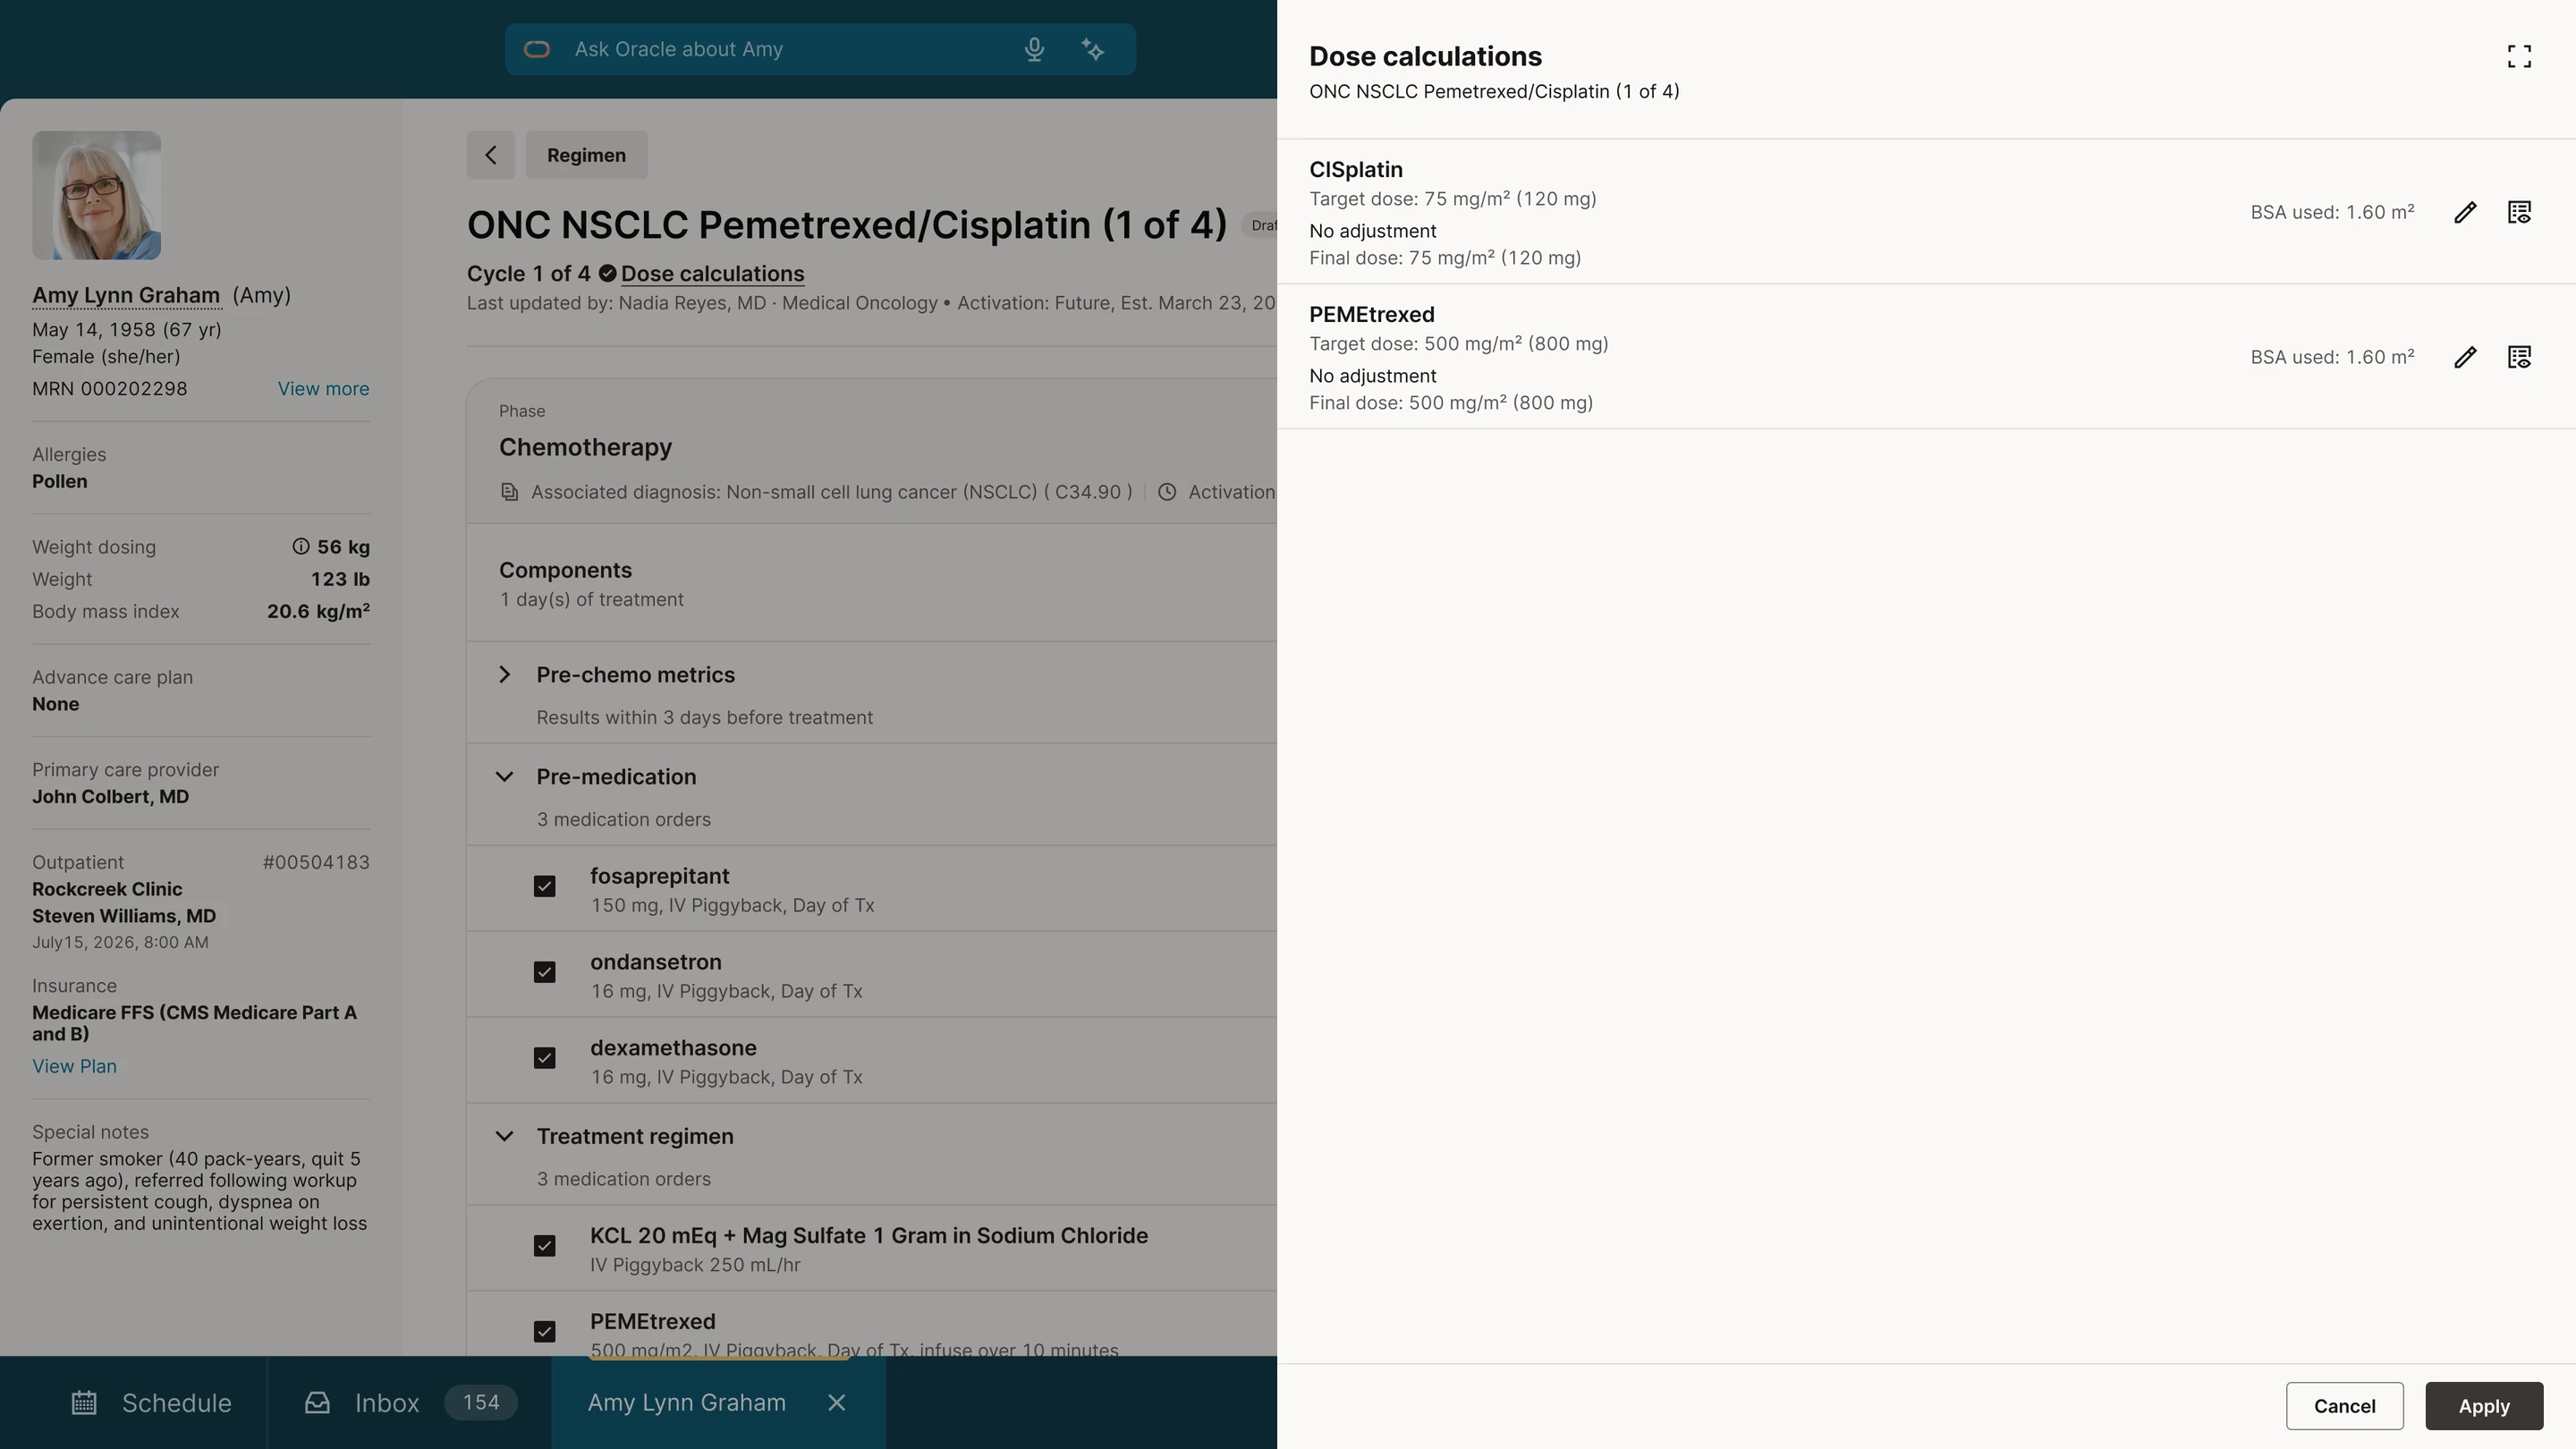 Ask Oracle about Amy
Amy Lynn Graham (Amy)
May 14, 1958 (67 yr)
Female (she/her)
MRN 000202298
View more
Allergies
Pollen
Weight dosing
56 kg
Weight
123 lb
Body mass index
20.6 kg/m²
Advance care plan
None
Primary care provider
John Colbert, MD
Outpatient
#00504183
Rockcreek Clinic
Steven Williams, MD
July15, 2026, 8:00 AM
Insurance
Medicare FFS (CMS Medicare Part A
and B)
View Plan
Special notes
Former smoker (40 pack-years, quit 5
years ago), referred following workup
for persistent cough, dyspnea on
exertion, and unintentional weight loss
Regimen
ONC NSCLC Pemetrexed/Cisplatin (1 of 4)
Cycle 1 of 4 Dose calculations
Last updated by: Nadia Reyes, MD · Medical Oncology • Activation: Future, Est. March 23, 20
Phase
Chemotherapy
Associated diagnosis: Non-small cell lung cancer (NSCLC) ( C34.90 )
Activation
Components
1 day(s) of treatment
Pre-chemo metrics
Results within 3 days before treatment
Pre-medication
3 medication orders
fosaprepitant
150 mg, IV Piggyback, Day of Tx
ondansetron
16 mg, IV Piggyback, Day of Tx
dexamethasone
16 mg, IV Piggyback, Day of Tx
Treatment regimen
3 medication orders
KCL 20 mEq + Mag Sulfate 1 Gram in Sodium Chloride
IV Piggyback 250 mL/hr
PEMEtrexed
500 mg/m2, IV Piggyback, Day of Tx, infuse over 10 minutes
Dose calculations
ONC NSCLC Pemetrexed/Cisplatin (1 of 4)
CISplatin
Target dose: 75 mg/m² (120 mg)
No adjustment
Final dose: 75 mg/m² (120 mg)
BSA used: 1.60 m²
PEMEtrexed
Target dose: 500 mg/m² (800 mg)
No adjustment
Final dose: 500 mg/m² (800 mg)
BSA used: 1.60 m²
Cancel
Apply
Schedule
Inbox
154
Amy Lynn Graham